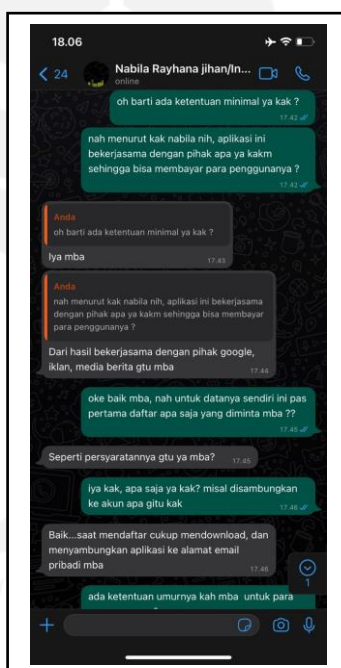 18.06
24
Nabila Rayhana jihan/In...
online
oh barti ada ketentuan minimal ya kak ?
17.42
nah menurut kak nabila nih, aplikasi ini
bekerjasama dengan pihak apa ya kakm
sehingga bisa membayar para penggunanya ?
17.42
Anda
oh barti ada ketentuan minimal ya kak ?
Iya mba
17.43
Anda
nah menurut kak nabila nih, aplikasi ini bekerjasama
dengan pihak apa ya kakm sehingga bisa membayar
para penggunanya ?
Dari hasil bekerjasama dengan pihak google,
iklan, media berita gtu mba
17.44
oke baik mba, nah untuk datanya sendiri ini pas
pertama daftar apa saja yang diminta mba ??
17.45
Seperti persyaratannya gtu ya mba?
17.45
iya kak, apa saja ya kak? misal disambungkan
ke akun apa gitu kak
17.46
Baik...saat mendaftar cukup mendownload, dan
menyambungkan aplikasi ke alamat email
pribadi mba
17.46
1
ada ketentuan umurnya kah mba untuk para